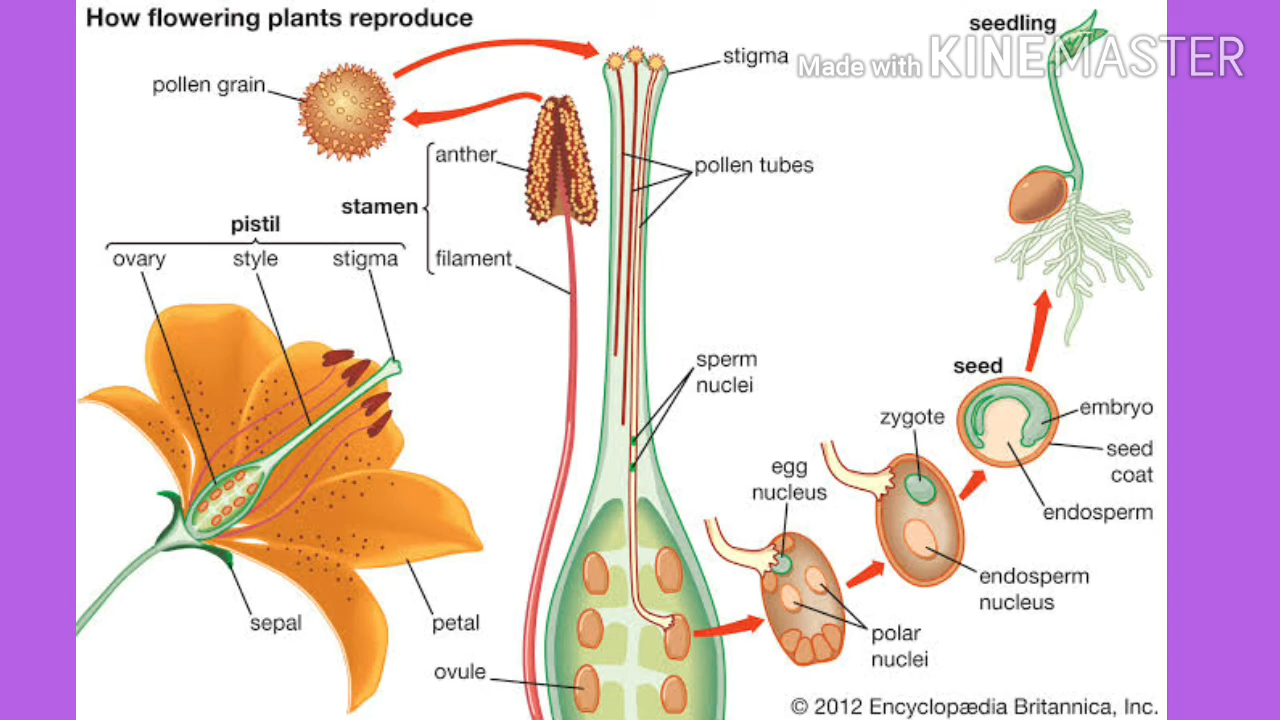 How flowering plants reproduce
seedling
stigma
Made with KINEMASTER
pollen grain
anther
pollen tubes
stamen
pistil
ovary
style
stigma
filament
sperm
nuclei
seed
zygote
embryo
seed
coat
egg
nucleus
endosperm
endosperm
nucleus
sepal
petal
polar
nuclei
ovule
© 2012 Encyclopædia Britannica, Inc.